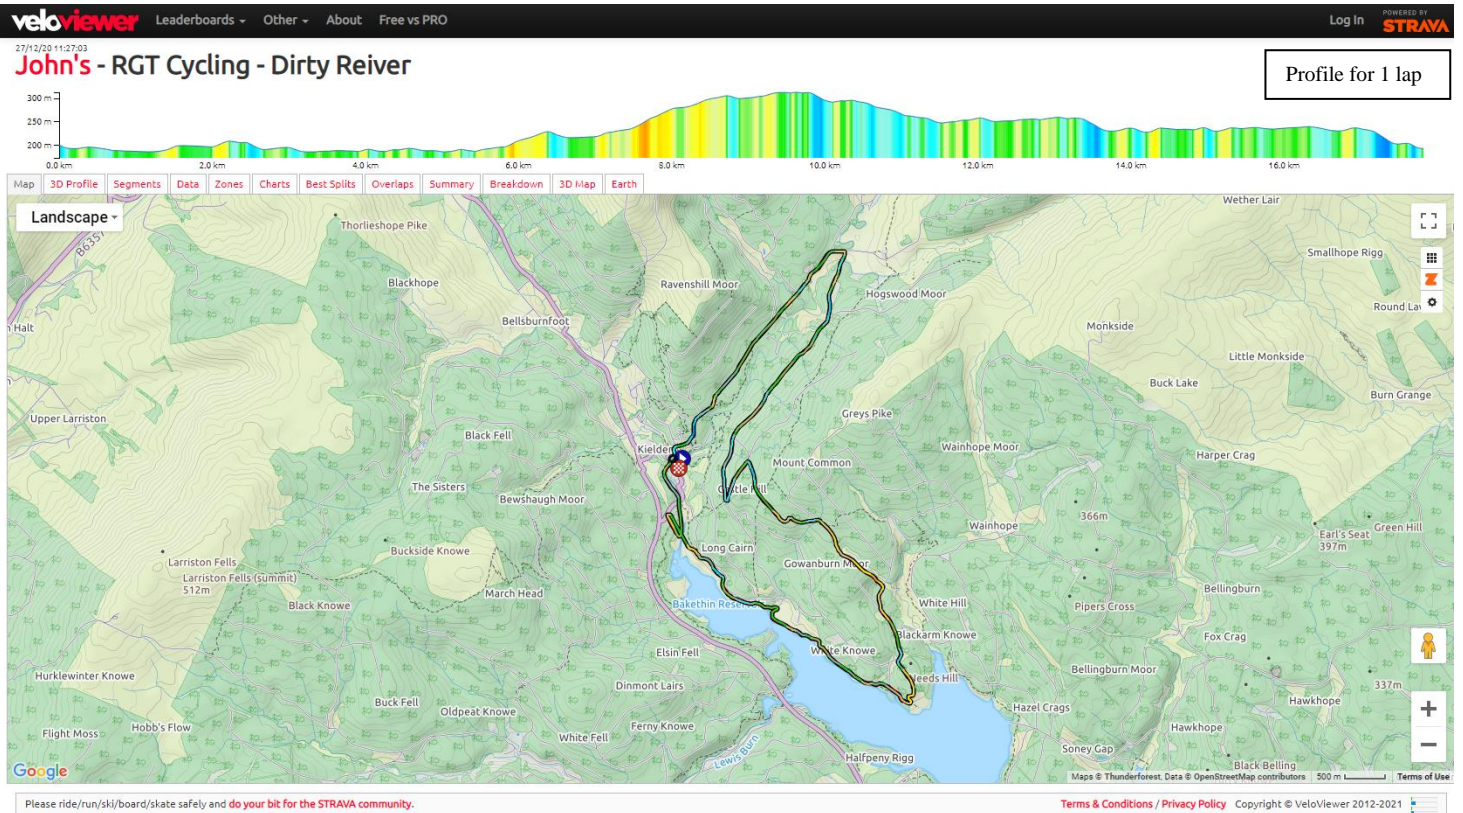 veloviewer Leaderboards Other About Free vs PRO Log In POWERED BY STRAVA
27/12/20 11:27:03
John's - RGT Cycling - Dirty Reiver
Profile for 1 lap
300 m
250 m
200 m
0.0 km 2.0 km 4.0 km 6.0 km 8.0 km 10.0 km 12.0 km 14.0 km 16.0 km
Map 3D Profile Segments Data Zones Charts Best Splits Overlaps Summary Breakdown 3D Map Earth
Landscape
B6357
Wether Lair
Thorlieshope Pike
Smallhope Rigg
Blackhope
Ravenshill Moor
Hogswood Moor
Round La
Halt
Bellsburnfoot
Monkside
Little Monkside
Buck Lake
Burn Grange
Upper Larriston
Greys Pike
Black Fell
Kielder
Wainhope Moor
Harper Crag
Mount Common
The Sisters
Castle Hill
Bewshaugh Moor
366m
Wainhope
Green Hill
Earl's Seat
397m
Buckside Knowe
Long Cairn
Larriston Fells
Gowanburn Moor
Larriston Fells (summit)
512m
Bellingburn
March Head
Black Knowe
Bakethin Reserv
White Hill
Pipers Cross
Blackarm Knowe
Fox Crag
Elsin Fell
White Knowe
Bellingburn Moor
Hurklewinter Knowe
Needs Hill
Dinmont Lairs
337m
Buck Fell
Hawkhope
Oldpeat Knowe
Hazel Crags
Hobb's Flow
Ferny Knowe
Hawkhope
Flight Moss
White Fell
Soney Gap
Lewis Burn
Halfpeny Rigg
Black Belling
Google
Maps © Thunderforest, Data © OpenStreetMap contributors 500 m Terms of Use
Please ride/run/ski/board/skate safely and do your bit for the STRAVA community. Terms & Conditions / Privacy Policy Copyright © VeloViewer 2012-2021